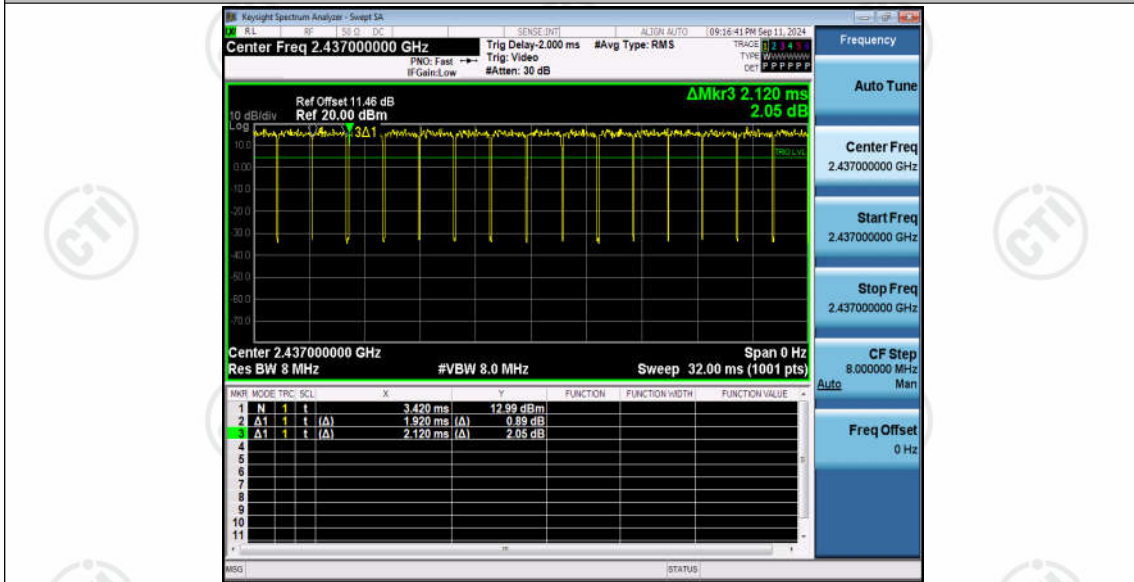 Keysight Spectrum Analyzer - Swept SA
RL RF 50 Ω DC SENSE:INT ALIGN AUTO 09:16:41 PM Sep 11, 2024
Center Freq 2.437000000 GHz
Trig Delay-2.000 ms #Avg Type: RMS
TRACE 1 2 3 4 5 6
PNO: Fast Trig: Video
TYPE WWWWWW
IFGain:Low #Atten: 30 dB
DET P P P P P P
Frequency
ΔMkr3 2.120 ms
2.05 dB
Ref Offset 11.46 dB
10 dB/div Ref 20.00 dBm
Log
3Δ1
10.0
TRIG LVL
0.00
-10.0
-20.0
-30.0
-40.0
-50.0
-60.0
-70.0
Center 2.437000000 GHz Span 0 Hz
Res BW 8 MHz #VBW 8.0 MHz Sweep 32.00 ms (1001 pts)
MKR MODE TRC SCL X Y FUNCTION FUNCTION WIDTH FUNCTION VALUE
1 N 1 t 3.420 ms 12.99 dBm
2 Δ1 1 t (Δ) 1.920 ms (Δ) 0.89 dB
3 Δ1 1 t (Δ) 2.120 ms (Δ) 2.05 dB
4
5
6
7
8
9
10
11
MSG STATUS
Auto Tune
Center Freq
2.437000000 GHz
Start Freq
2.437000000 GHz
Stop Freq
2.437000000 GHz
CF Step
8.000000 MHz
Auto Man
Freq Offset
0 Hz
CTI
CTI